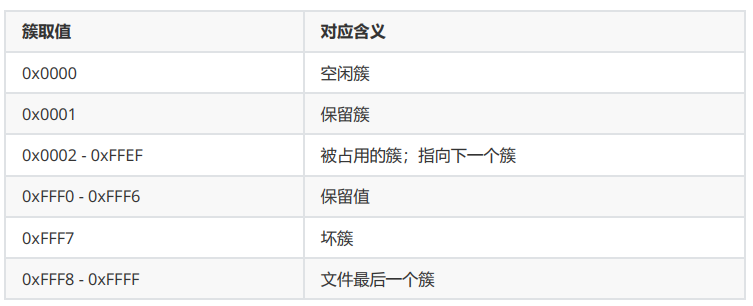 簇取值 对应含义
0x0000 空闲簇
0x0001 保留簇
0x0002 - 0xFFEF 被占用的簇；指向下一个簇
0xFFF0 - 0xFFF6 保留值
0xFFF7 坏簇
0xFFF8 - 0xFFFF 文件最后一个簇